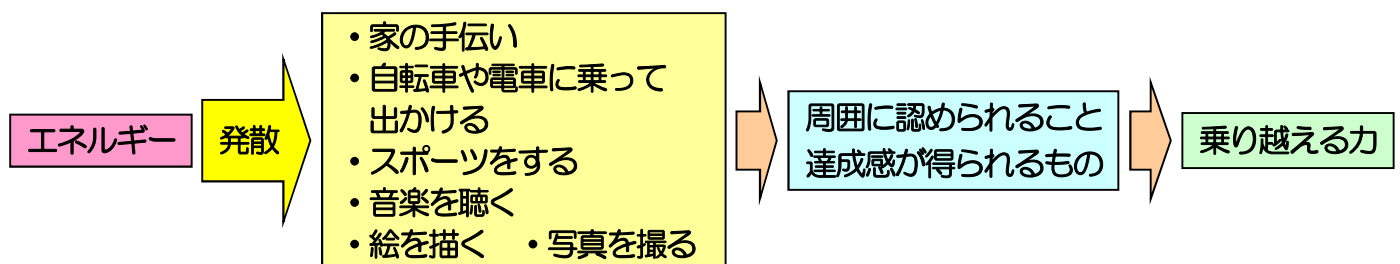 エネルギー
発散
・家の手伝い
・自転車や電車に乗って
出かける
・スポーツをする
・音楽を聴く
・絵を描く　・写真を撮る
周囲に認められること
達成感が得られるもの
乗り越える力